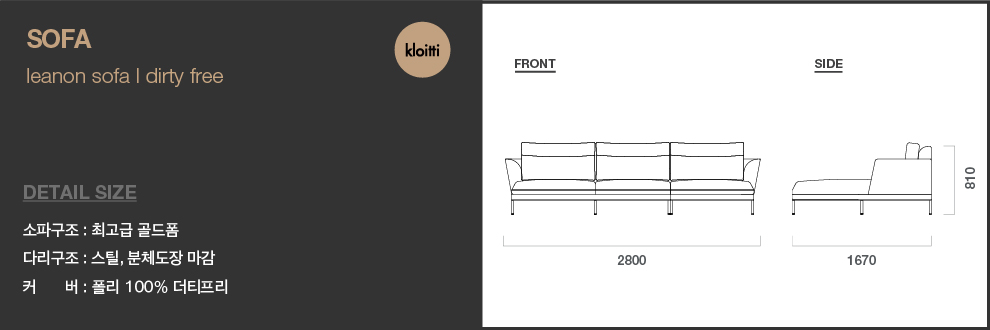 SOFA
kloitti
leanon sofa l dirty free
DETAIL SIZE
소파구조 : 최고급 골드폼
다리구조 : 스틸, 분체도장 마감
커 버 : 폴리 100% 더티프리
FRONT
SIDE
810
2800
1670